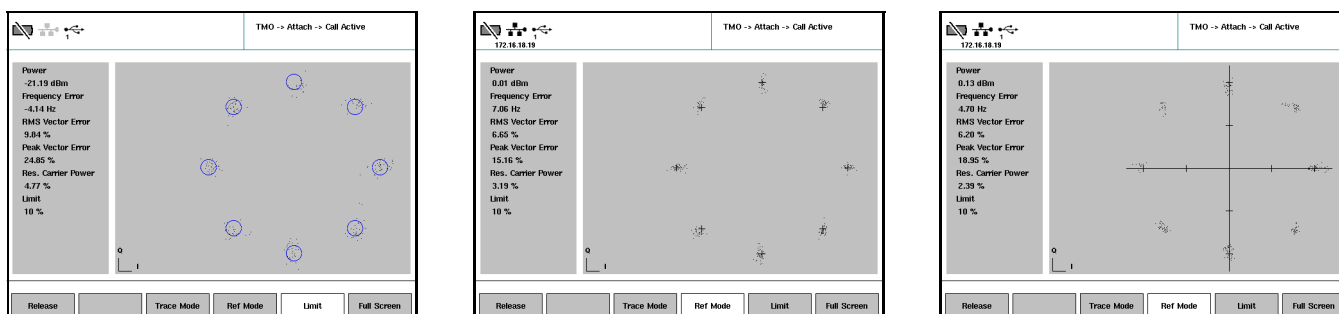 TMO -> Attach -> Call Active
1
Power
-21.19 dBm
Frequency Error
-4.14 Hz
RMS Vector Error
9.84 %
Peak Vector Error
24.85 %
Res. Carrier Power
4.77 %
Limit
10 %
Q
I
Release
Trace Mode
Ref Mode
Limit
Full Screen
TMO -> Attach -> Call Active
1
172.16.18.19
Power
0.01 dBm
Frequency Error
7.06 Hz
RMS Vector Error
6.65 %
Peak Vector Error
15.16 %
Res. Carrier Power
3.19 %
Limit
10 %
Q
I
Release
Trace Mode
Ref Mode
Limit
Full Screen
TMO -> Attach -> Call Active
1
172.16.18.19
Power
0.13 dBm
Frequency Error
4.70 Hz
RMS Vector Error
6.20 %
Peak Vector Error
18.95 %
Res. Carrier Power
2.39 %
Limit
10 %
Q
I
Release
Trace Mode
Ref Mode
Limit
Full Screen